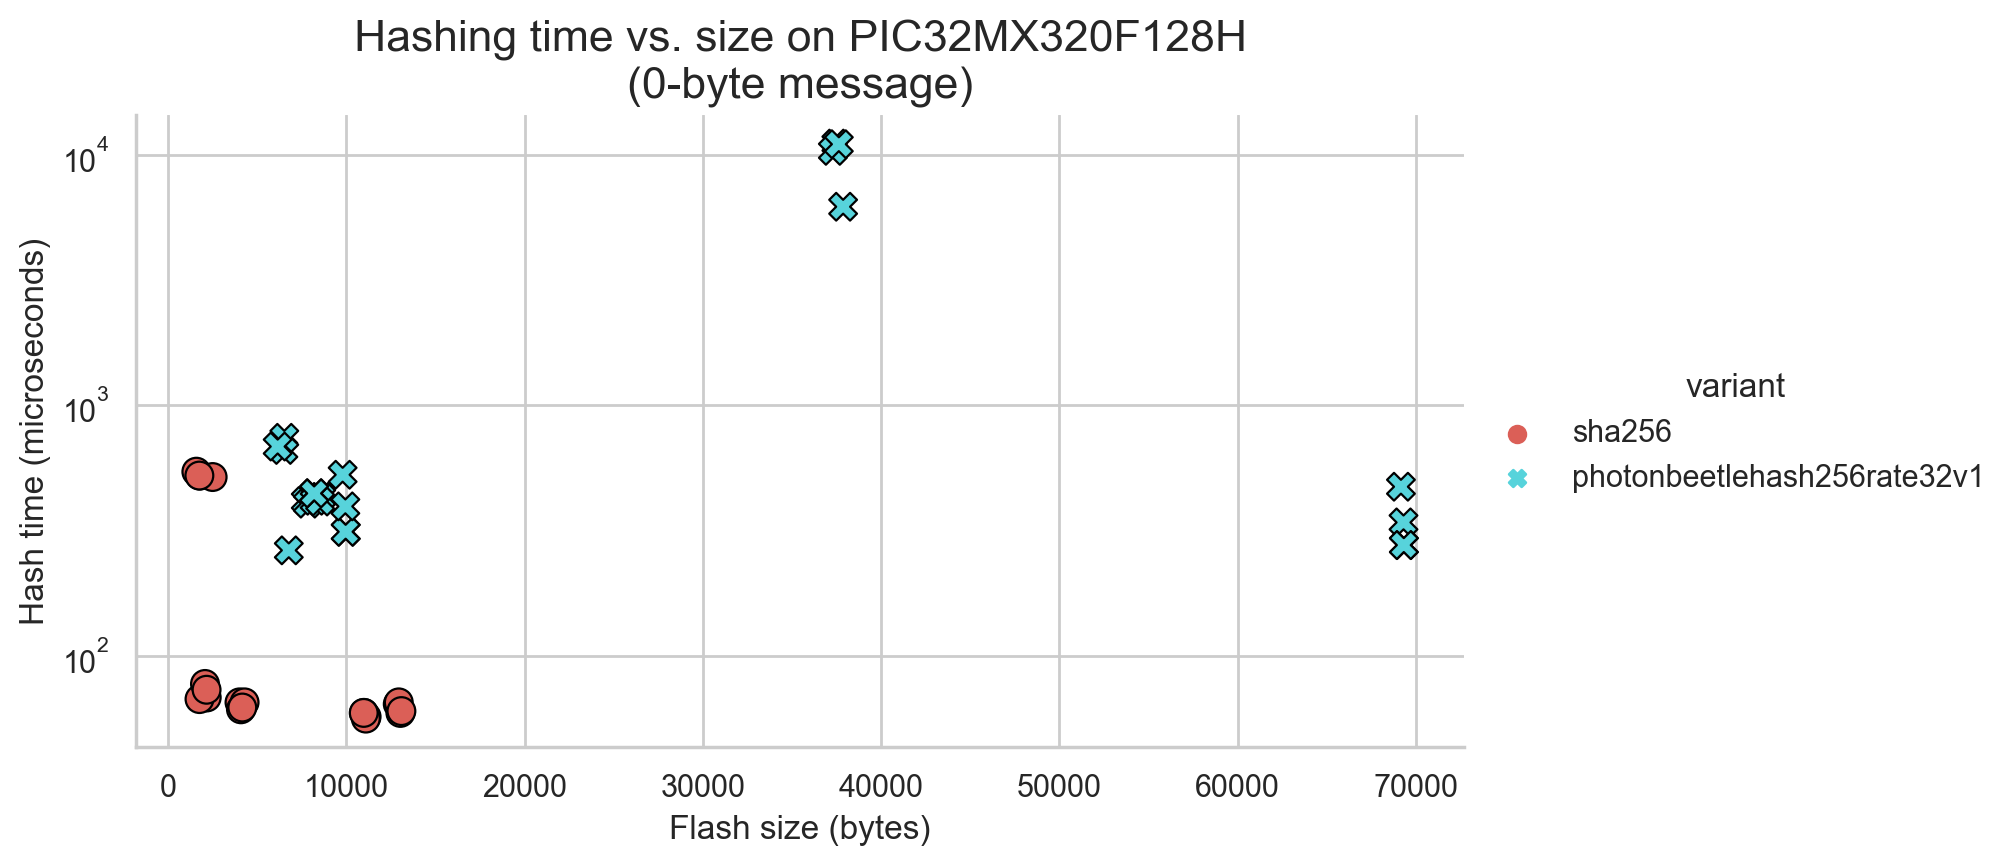 Hashing time vs. size on PIC32MX320F128H
(0-byte message)
Hash time (microseconds)
10^4
10^3
10^2
0 10000 20000 30000 40000 50000 60000 70000
Flash size (bytes)
variant
sha256
photonbeetlehash256rate32v1